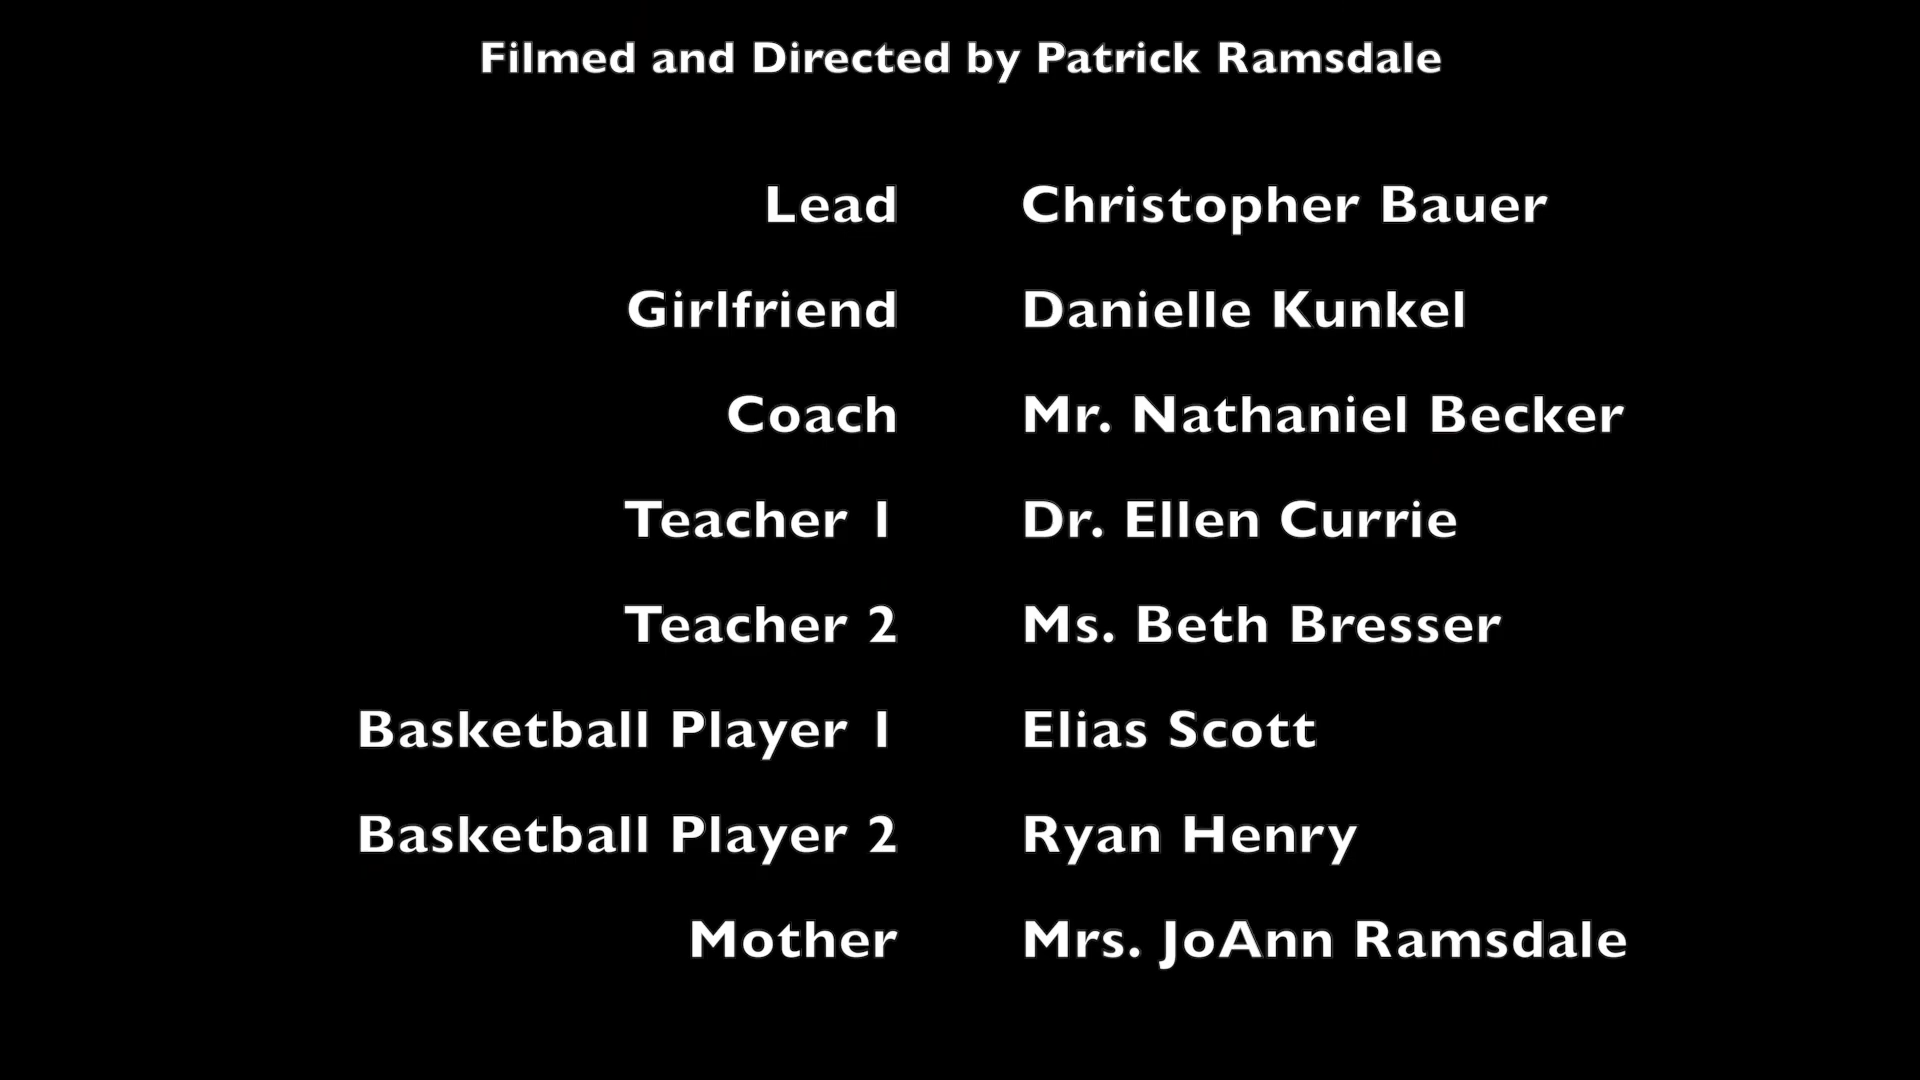 Filmed and Directed by Patrick Ramsdale
Lead Christopher Bauer
Girlfriend Danielle Kunkel
Coach Mr. Nathaniel Becker
Teacher 1 Dr. Ellen Currie
Teacher 2 Ms. Beth Bresser
Basketball Player 1 Elias Scott
Basketball Player 2 Ryan Henry
Mother Mrs. JoAnn Ramsdale